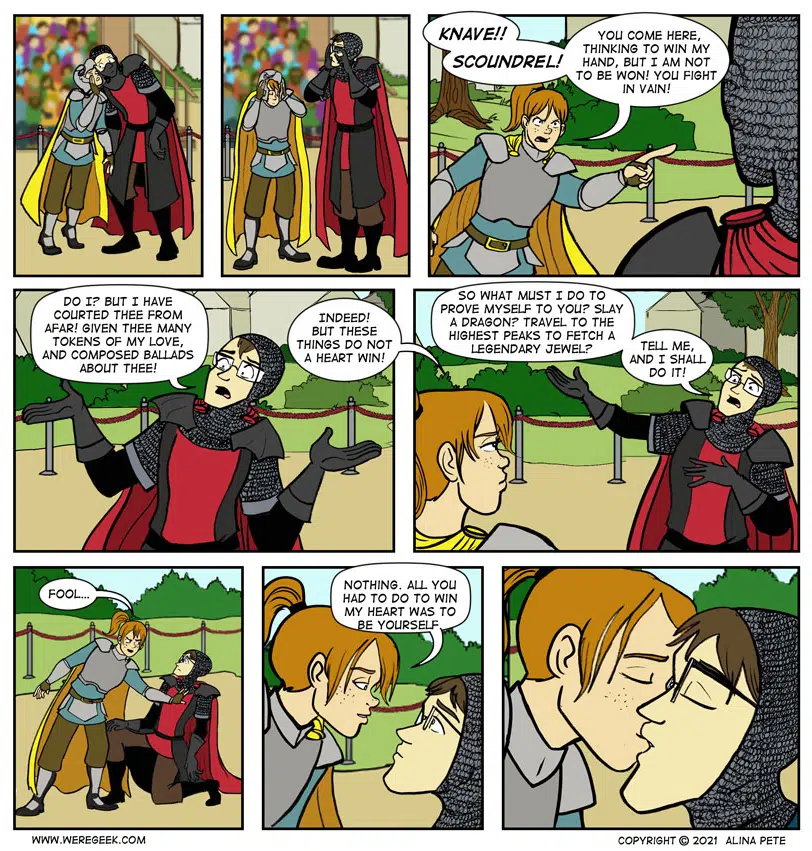 KNAVE!!
SCOUNDREL!
YOU COME HERE,
THINKING TO WIN MY
HAND, BUT I AM NOT
TO BE WON! YOU FIGHT
IN VAIN!
DO I? BUT I HAVE
COURTED THEE FROM
AFAR! GIVEN THEE MANY
TOKENS OF MY LOVE,
AND COMPOSED BALLADS
ABOUT THEE!
INDEED!
BUT THESE
THINGS DO NOT
A HEART WIN!
SO WHAT MUST I DO TO
PROVE MYSELF TO YOU? SLAY
A DRAGON? TRAVEL TO THE
HIGHEST PEAKS TO FETCH A
LEGENDARY JEWEL?
TELL ME,
AND I SHALL
DO IT!
FOOL...
NOTHING. ALL YOU
HAD TO DO TO WIN
MY HEART WAS TO
BE YOURSELF
WWW.WEREGEEK.COM
COPYRIGHT © 2021 ALINA PETE